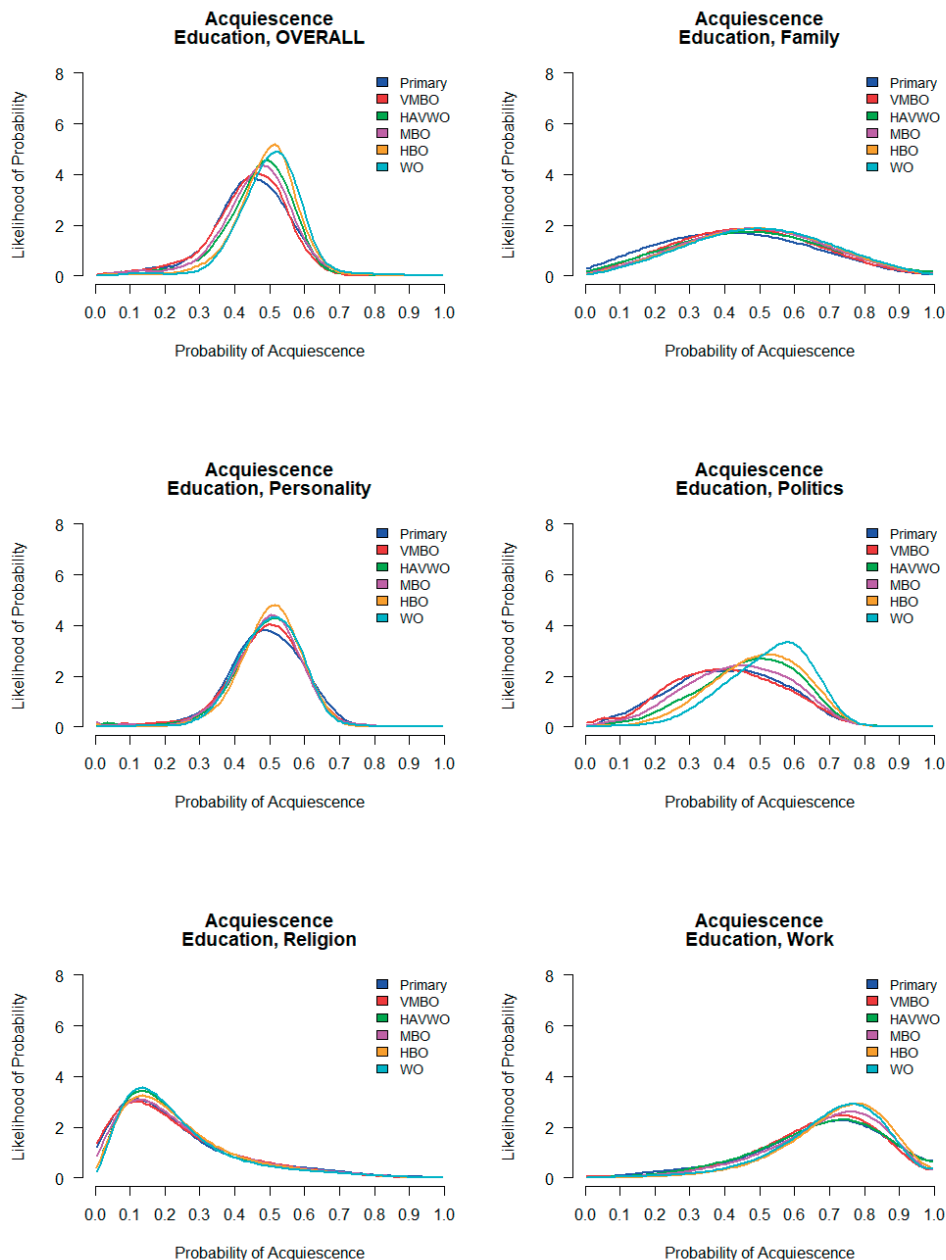 Acquiescence
Education, OVERALL
Likelihood of Probability
8
6
4
2
0
Primary
VMBO
HAVWO
MBO
HBO
WO
0.0 0.1 0.2 0.3 0.4 0.5 0.6 0.7 0.8 0.9 1.0
Probability of Acquiescence
Acquiescence
Education, Family
Likelihood of Probability
8
6
4
2
0
Primary
VMBO
HAVWO
MBO
HBO
WO
0.0 0.1 0.2 0.3 0.4 0.5 0.6 0.7 0.8 0.9 1.0
Probability of Acquiescence
Acquiescence
Education, Personality
Likelihood of Probability
8
6
4
2
0
Primary
VMBO
HAVWO
MBO
HBO
WO
0.0 0.1 0.2 0.3 0.4 0.5 0.6 0.7 0.8 0.9 1.0
Probability of Acquiescence
Acquiescence
Education, Politics
Likelihood of Probability
8
6
4
2
0
Primary
VMBO
HAVWO
MBO
HBO
WO
0.0 0.1 0.2 0.3 0.4 0.5 0.6 0.7 0.8 0.9 1.0
Probability of Acquiescence
Acquiescence
Education, Religion
Likelihood of Probability
8
6
4
2
0
Primary
VMBO
HAVWO
MBO
HBO
WO
0.0 0.1 0.2 0.3 0.4 0.5 0.6 0.7 0.8 0.9 1.0
Probability of Acquiescence
Acquiescence
Education, Work
Likelihood of Probability
8
6
4
2
0
Primary
VMBO
HAVWO
MBO
HBO
WO
0.0 0.1 0.2 0.3 0.4 0.5 0.6 0.7 0.8 0.9 1.0
Probability of Acquiescence